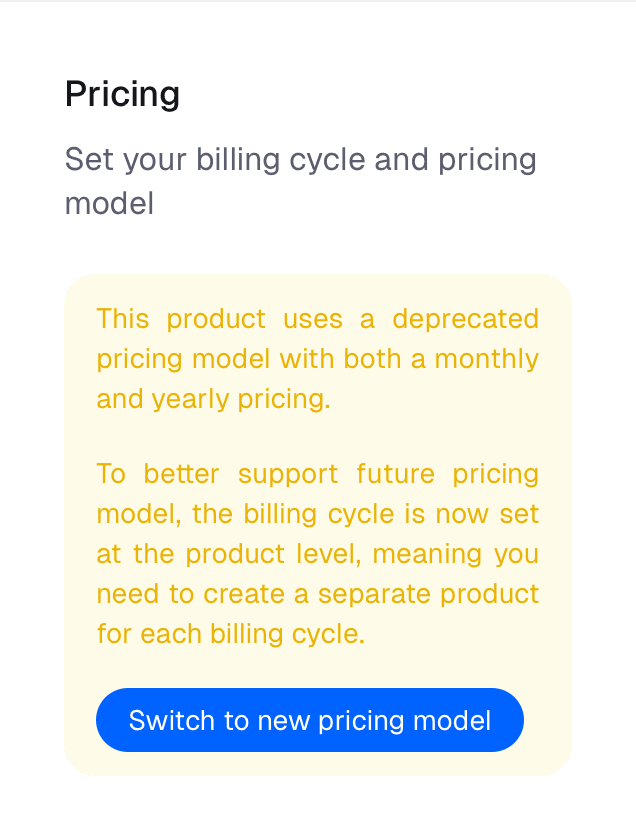 Pricing
Set your billing cycle and pricing
model
This product uses a deprecated
pricing model with both a monthly
and yearly pricing.
To better support future pricing
model, the billing cycle is now set
at the product level, meaning you
need to create a separate product
for each billing cycle.
Switch to new pricing model